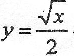 y = √x / 2